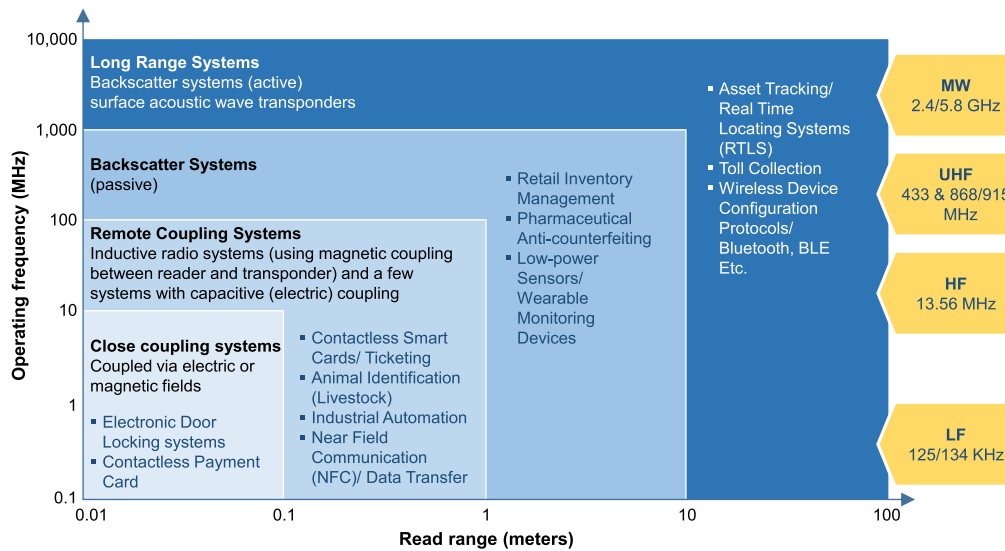 Operating frequency (MHz)
10,000
1,000
100
10
1
0.1
Long Range Systems
Backscatter systems (active)
surface acoustic wave transponders
Backscatter Systems
(passive)
Remote Coupling Systems
Inductive radio systems (using magnetic coupling
between reader and transponder) and a few
systems with capacitive (electric) coupling
Close coupling systems
Coupled via electric or
magnetic fields
▪ Electronic Door
Locking systems
▪ Contactless Payment
Card
▪ Contactless Smart
Cards/ Ticketing
▪ Animal Identification
(Livestock)
▪ Industrial Automation
▪ Near Field
Communication
(NFC)/ Data Transfer
▪ Retail Inventory
Management
▪ Pharmaceutical
Anti-counterfeiting
▪ Low-power
Sensors/
Wearable
Monitoring
Devices
▪ Asset Tracking/
Real Time
Locating Systems
(RTLS)
▪ Toll Collection
▪ Wireless Device
Configuration
Protocols/
Bluetooth, BLE
Etc.
MW
2.4/5.8 GHz
UHF
433 & 868/915
MHz
HF
13.56 MHz
LF
125/134 KHz
0.01
0.1
1
10
100
Read range (meters)